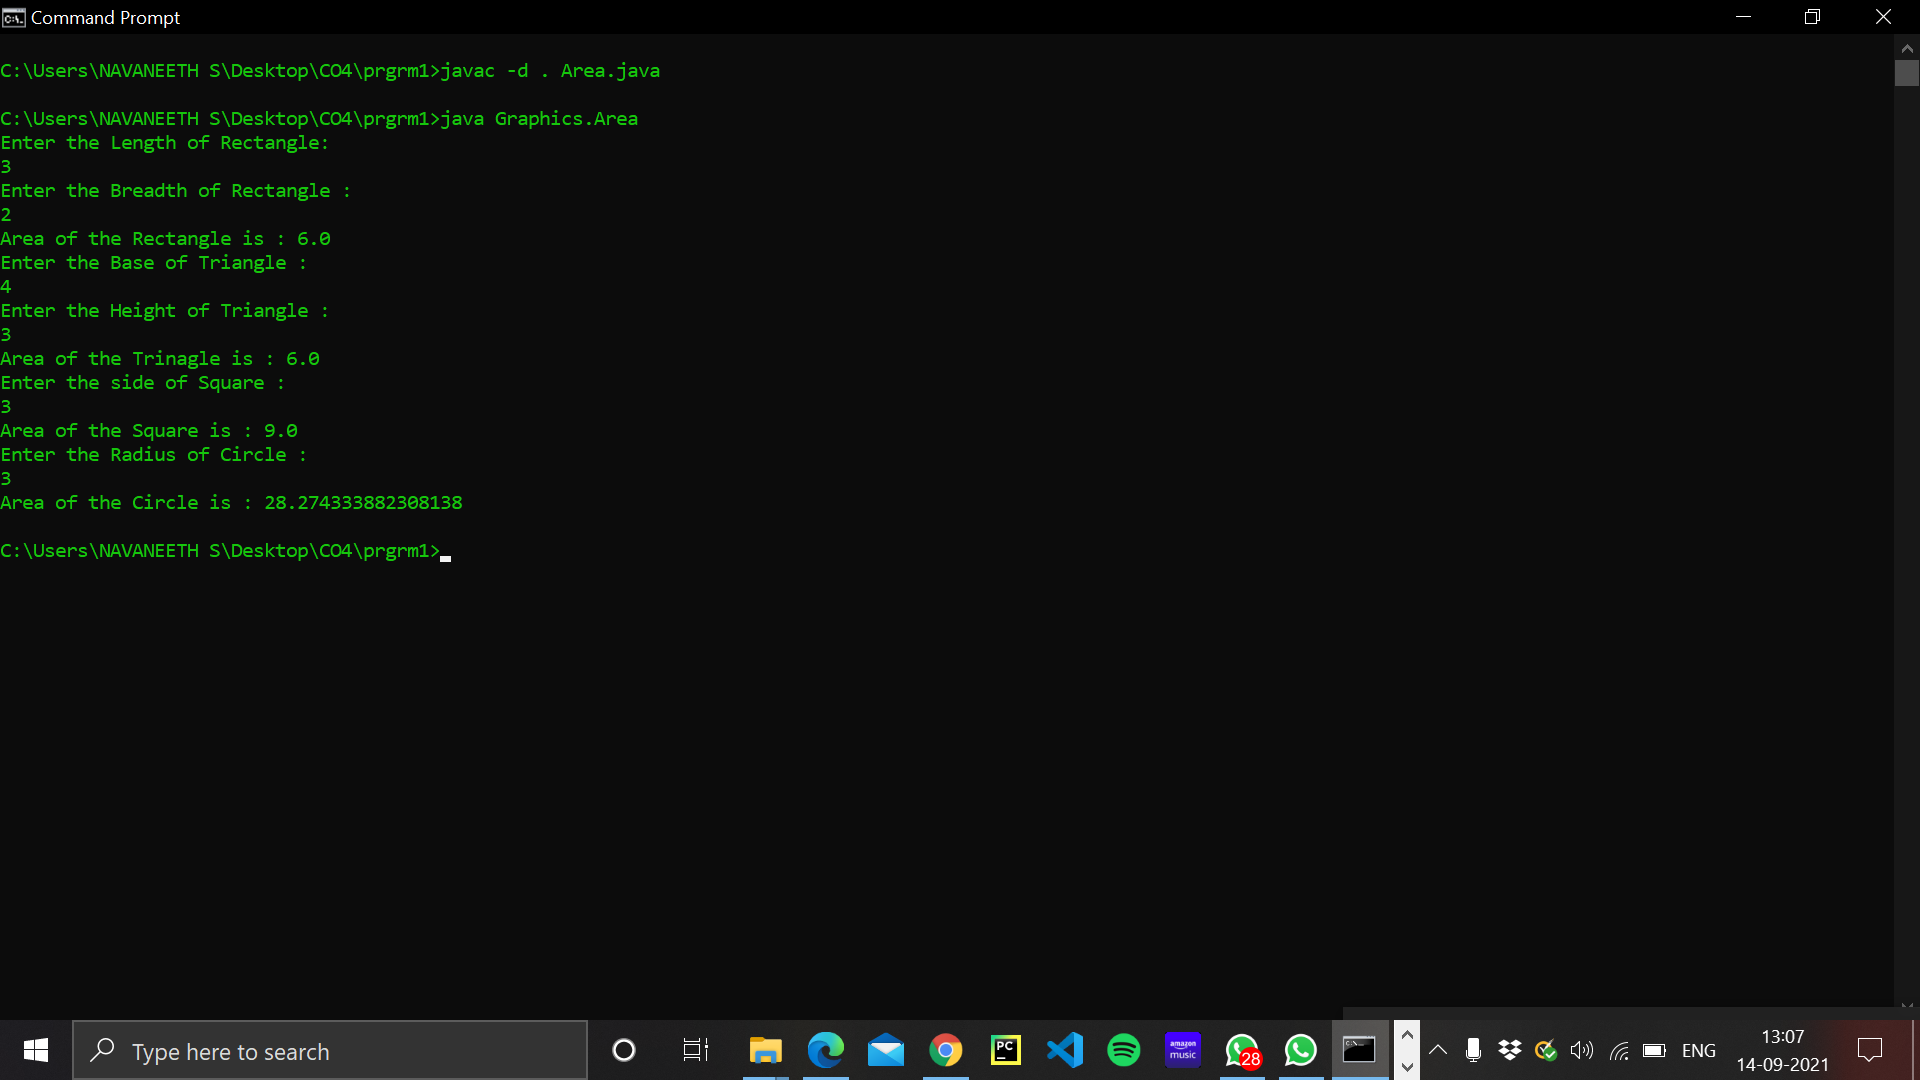 Command Prompt
C:\Users\NAVANEETH S\Desktop\CO4\prgrm1>javac -d . Area.java
C:\Users\NAVANEETH S\Desktop\CO4\prgrm1>java Graphics.Area
Enter the Length of Rectangle:
3
Enter the Breadth of Rectangle :
2
Area of the Rectangle is : 6.0
Enter the Base of Triangle :
4
Enter the Height of Triangle :
3
Area of the Trinagle is : 6.0
Enter the side of Square :
3
Area of the Square is : 9.0
Enter the Radius of Circle :
3
Area of the Circle is : 28.274333882308138
C:\Users\NAVANEETH S\Desktop\CO4\prgrm1>
Type here to search
PC
amazon music
28
ENG
13:07
14-09-2021